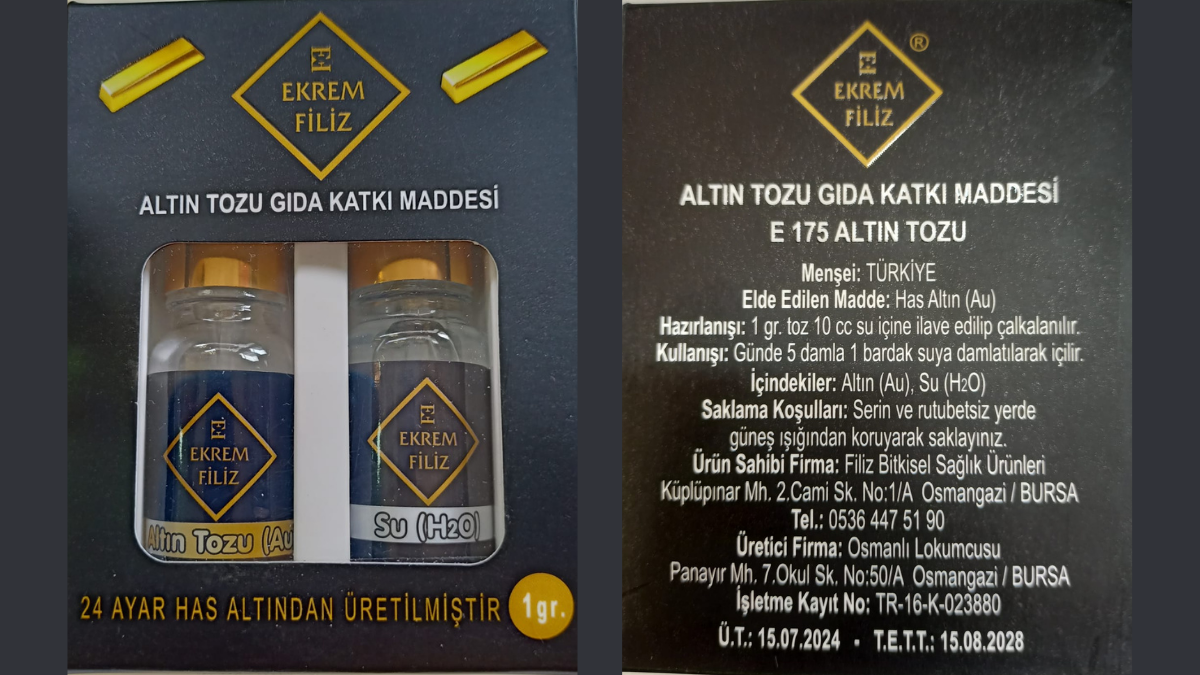 EKREM
FİLİZ
ALTIN TOZU GIDA KATKI MADDESİ
EKREM
FİLİZ
Altın Tozu (Au
EKREM
FİLİZ
Su (H2O)
24 AYAR HAS ALTINDAN ÜRETİLMİŞTİR
1gr.
®
EKREM
FİLİZ
ALTIN TOZU GIDA KATKI MADDESİ
E 175 ALTIN TOZU
Menşei: TÜRKİYE
Elde Edilen Madde: Has Altın (Au)
Hazırlanışı: 1 gr. toz 10 cc su içine ilave edilip çalkalanılır.
Kullanışı: Günde 5 damla 1 bardak suya damlatılarak içilir.
İçindekiler: Altın (Au), Su (H2O)
Saklama Koşulları: Serin ve rutubetsiz yerde
güneş ışığından koruyarak saklayınız.
Ürün Sahibi Firma: Filiz Bitkisel Sağlık Ürünleri
Küplüpınar Mh. 2.Cami Sk. No:1/A Osmangazi / BURSA
Tel.: 0536 447 51 90
Üretici Firma: Osmanlı Lokumcusu
Panayır Mh. 7.Okul Sk. No:50/A Osmangazi / BURSA
İşletme Kayıt No: TR-16-K-023880
Ü.T.: 15.07.2024 - T.E.T.T.: 15.08.2028